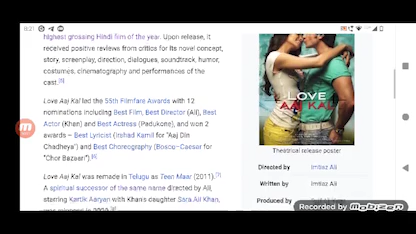 8:21
highest grossing Hindi film of the year. Upon release, it
received positive reviews from critics for its novel concept,
story, screenplay, direction, dialogues, soundtrack, humor,
costumes, cinematography and performances of the
cast.[5]
Love Aaj Kal led the 55th Filmfare Awards with 12
nominations including Best Film, Best Director (Ali), Best
Actor (Khan) and Best Actress (Padukone), and won 2
awards – Best Lyricist (Irshad Kamil for "Aaj Din
Chadheya") and Best Choreography (Bosco–Caesar for
"Chor Bazaari").[6]
Love Aaj Kal was remade in Telugu as Teen Maar (2011).[7]
A spiritual successor of the same name directed by Ali,
starring Kartik Aaryan with Khan's daughter Sara Ali Khan,
LOVE
AAJ KAL
Theatrical release poster
Directed by Imtiaz Ali
Written by Imtiaz Ali
Produced by
Recorded by MOBIZEN